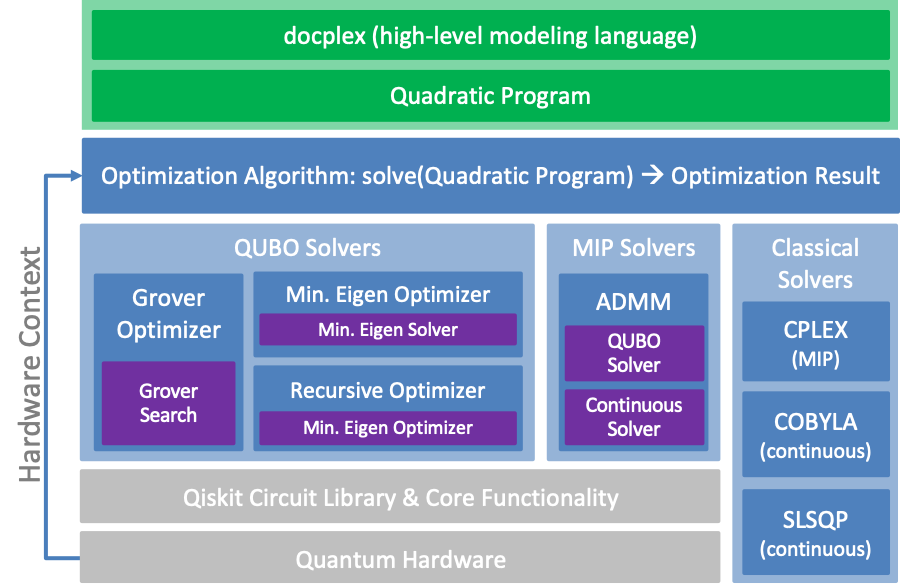 docplex (high-level modeling language)
Quadratic Program
Optimization Algorithm: solve(Quadratic Program) → Optimization Result
Hardware Context
QUBO Solvers
Grover
Optimizer
Grover
Search
Min. Eigen Optimizer
Min. Eigen Solver
Recursive Optimizer
Min. Eigen Optimizer
MIP Solvers
ADMM
QUBO
Solver
Continuous
Solver
Classical
Solvers
CPLEX
(MIP)
COBYLA
(continuous)
SLSQP
(continuous)
Qiskit Circuit Library & Core Functionality
Quantum Hardware